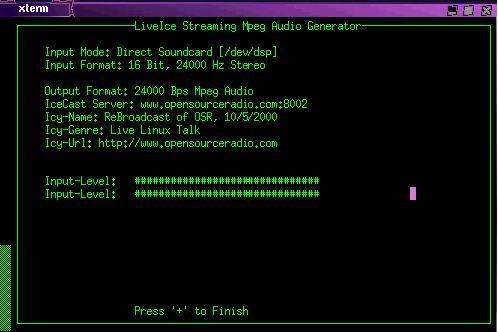 xterm
LiveIce Streaming Mpeg Audio Generator
Input Mode: Direct Soundcard [/dev/dsp]
Input Format: 16 Bit, 24000 Hz Stereo
Output Format: 24000 Bps Mpeg Audio
IceCast Server: www.opensourceradio.com:8002
Icy-Name: ReBroadcast of OSR, 10/5/2000
Icy-Genre: Live Linux Talk
Icy-Url: http://www.opensourceradio.com
Input-Level: ###############################
Input-Level: ###############################
Press '+' to Finish